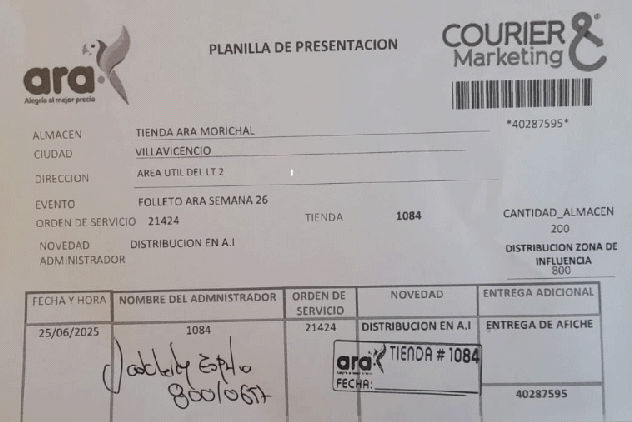 ara
Alegría al mejor precio
PLANILLA DE PRESENTACION
COURIER &
Marketing
*40287595*
ALMACEN TIENDA ARA MORICHAL
CIUDAD VILLAVICENCIO
DIRECCION AREA UTIL DEL LT 2
EVENTO FOLLETO ARA SEMANA 26
ORDEN DE SERVICIO 21424 TIENDA 1084 CANTIDAD_ALMACEN
200
NOVEDAD DISTRIBUCION EN A.I
ADMINISTRADOR
DISTRIBUCION ZONA DE
INFLUENCIA
800
FECHA Y HORA NOMBRE DEL ADMNISTRADOR ORDEN DE SERVICIO NOVEDAD ENTREGA ADICIONAL
25/06/2025 1084 21424 DISTRIBUCION EN A.I ENTREGA DE AFICHE
ara TIENDA # 1084
FECHA:
40287595